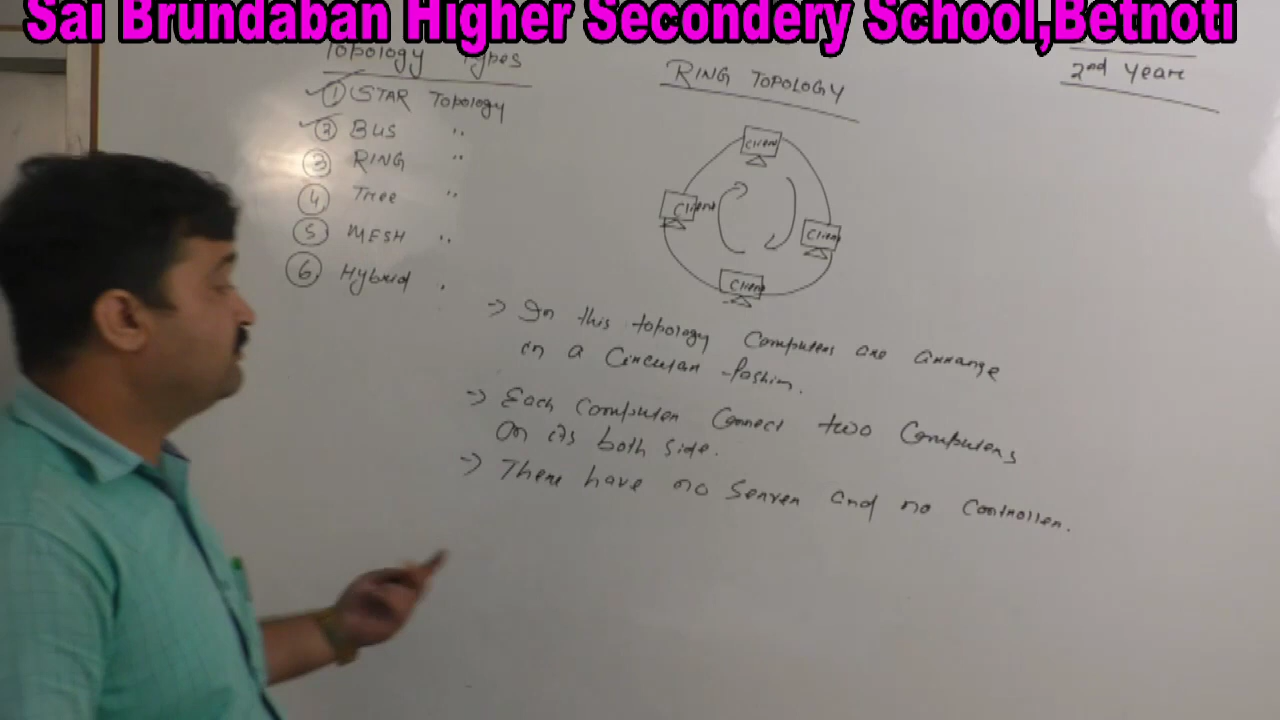 Sai Brundaban Higher Secondery School,Betnoti
Topology Types
① STAR Topology
② BUS "
③ RING "
④ Tree "
⑤ MESH "
⑥ Hybrid "
RING TOPOLOGY
2nd Year
Client
Client
Client
Client
→ In this topology Computers are arrange
in a Circular fashion.
→ Each Computer Connect two Computers
on its both side.
→ There have no Server and no Controller.